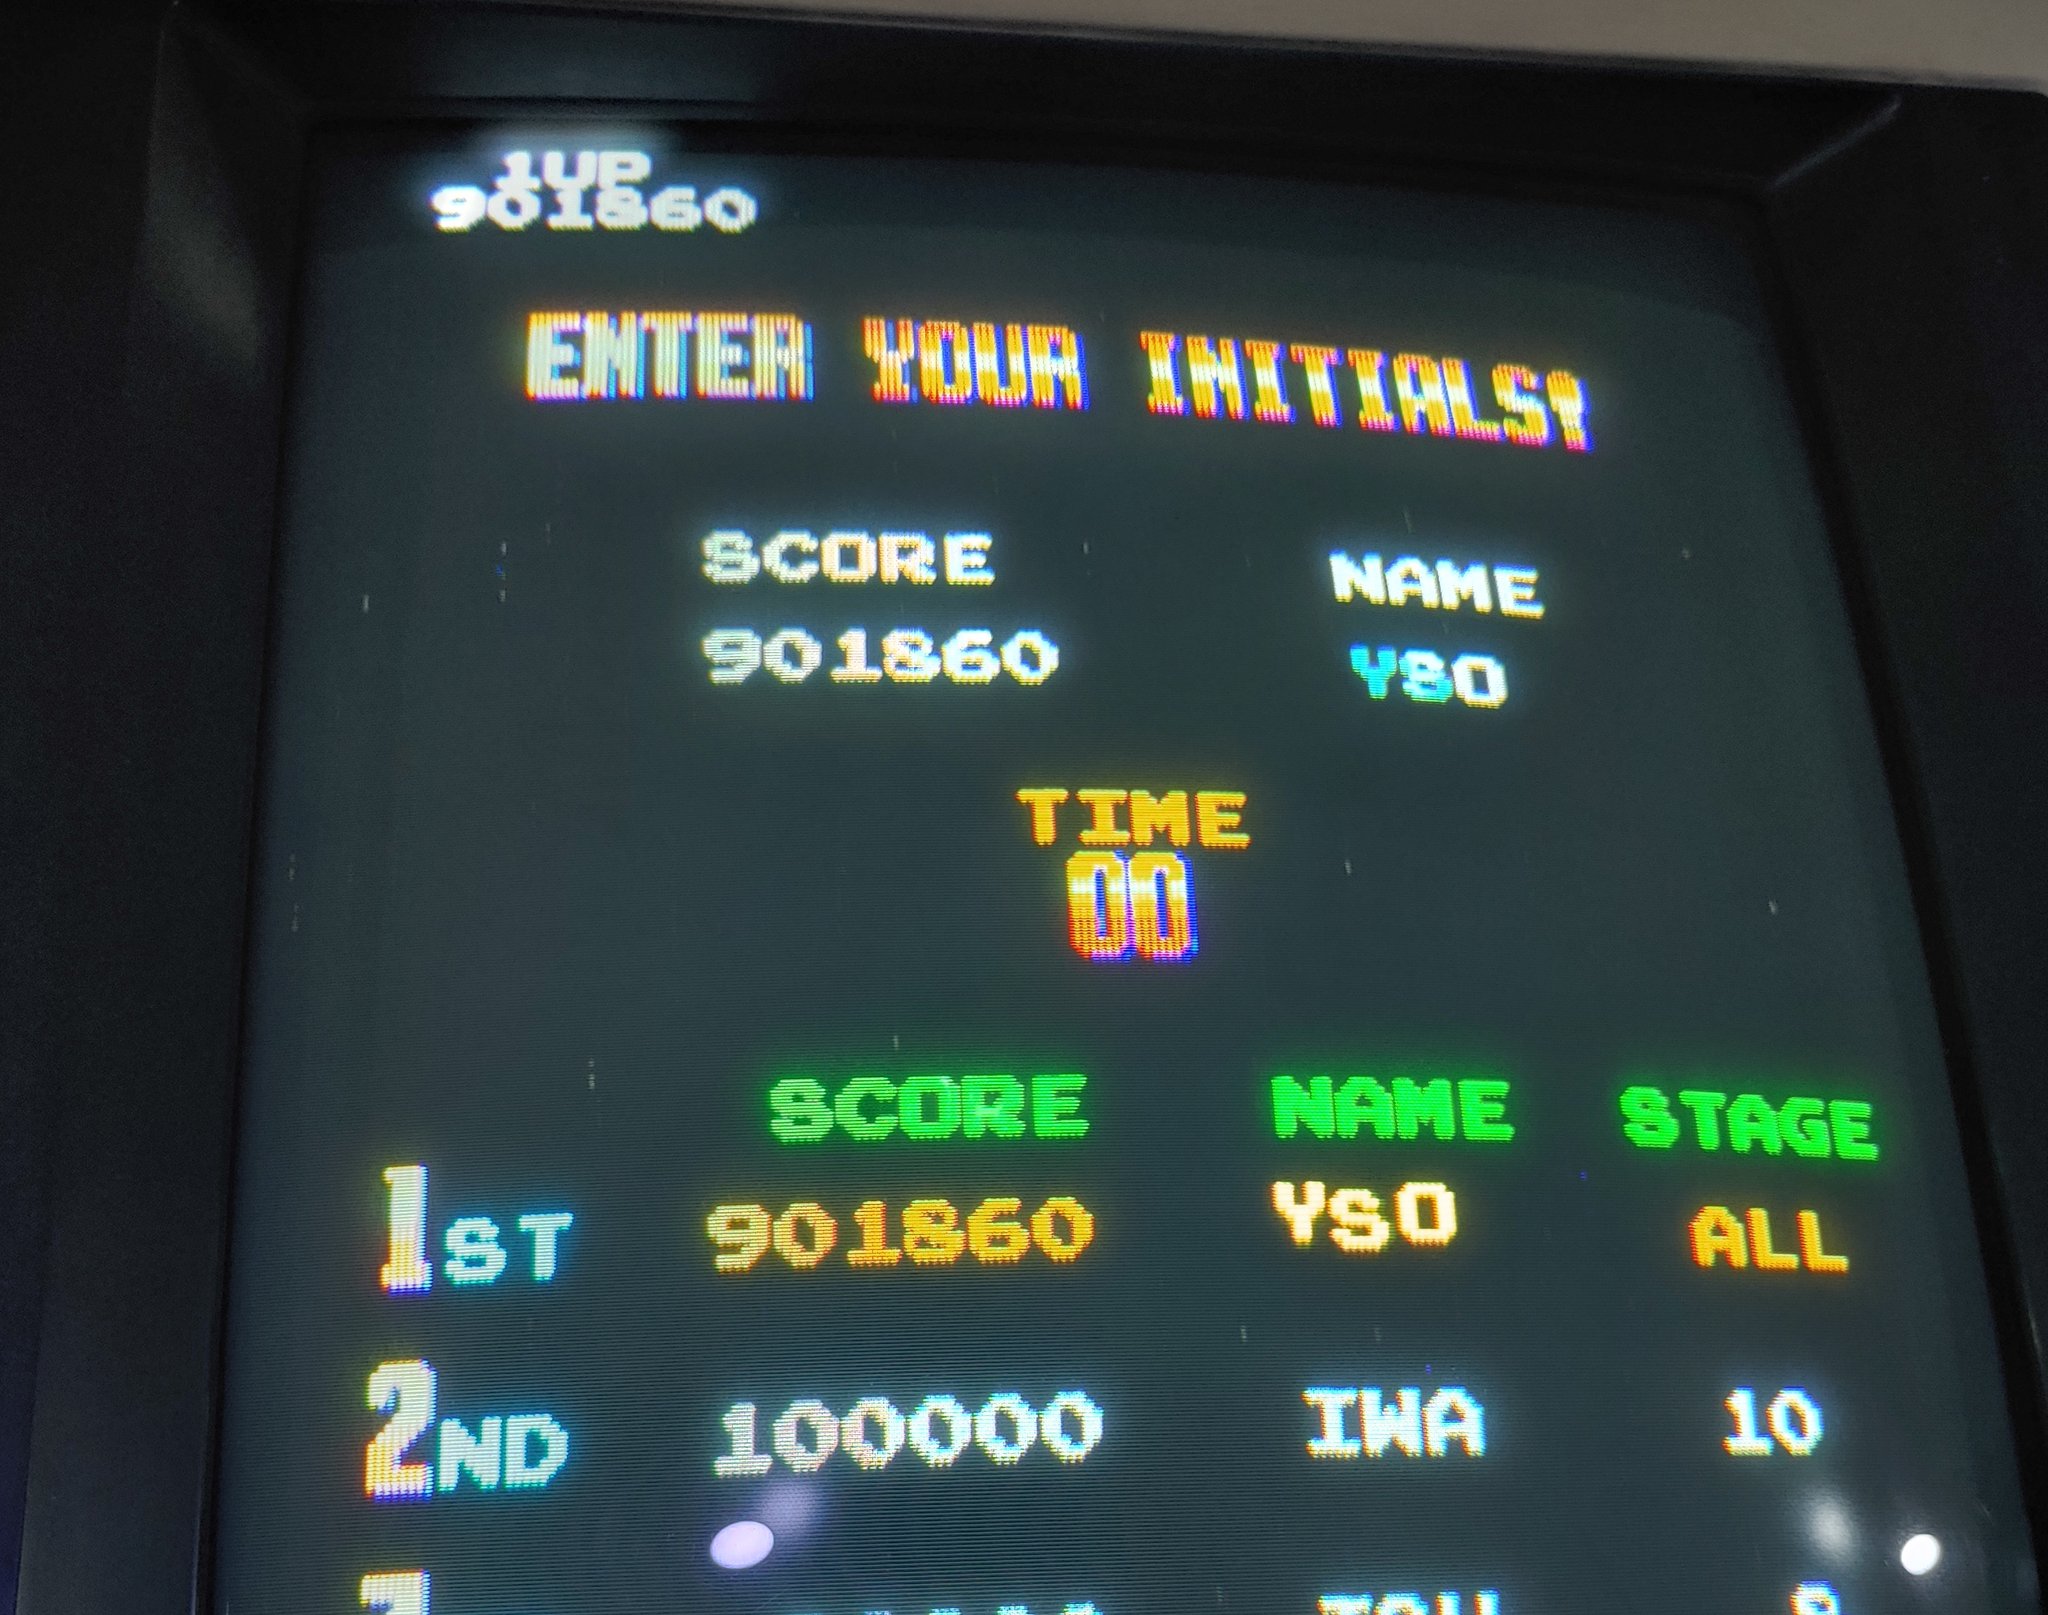 1UP
901860
ENTER YOUR INITIALS?
SCORE NAME
901860 YSO
TIME
00
SCORE NAME STAGE
1ST 901860 YSO ALL
2ND 100000 IWA 10